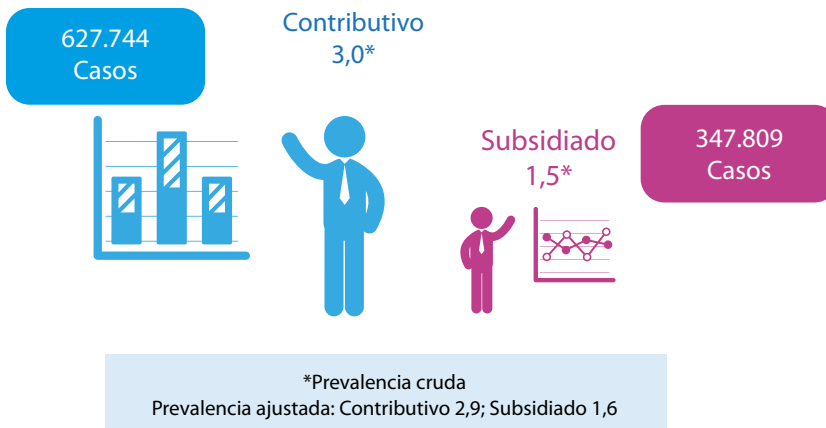 627.744
Casos
Contributivo
3,0*
Subsidiado
1,5*
347.809
Casos
*Prevalencia cruda
Prevalencia ajustada: Contributivo 2,9; Subsidiado 1,6